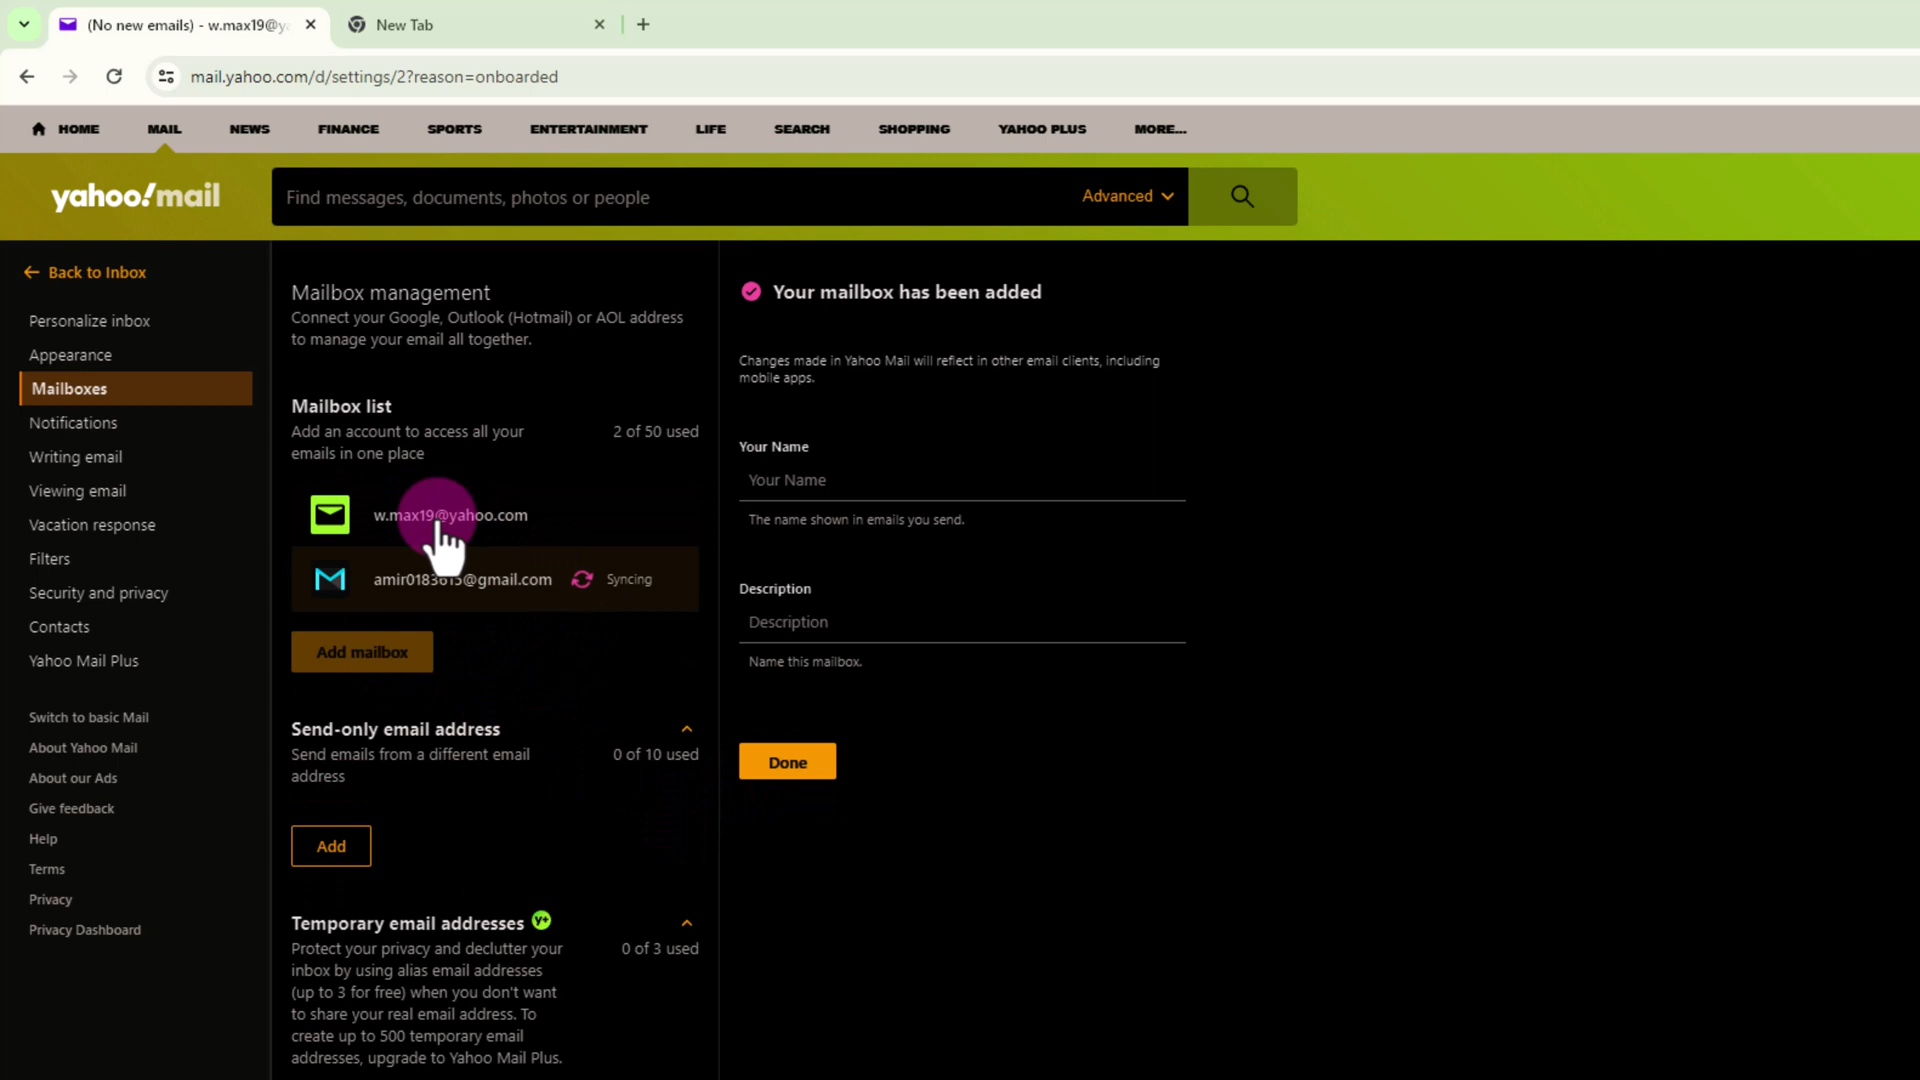 (No new emails) - w.max19@ya
New Tab
mail.yahoo.com/d/settings/2?reason=onboarded
HOME MAIL NEWS FINANCE SPORTS ENTERTAINMENT LIFE SEARCH SHOPPING YAHOO PLUS MORE...
yahoo!mail
Find messages, documents, photos or people
Advanced
Back to Inbox
Personalize inbox
Appearance
Mailboxes
Notifications
Writing email
Viewing email
Vacation response
Filters
Security and privacy
Contacts
Yahoo Mail Plus
Switch to basic Mail
About Yahoo Mail
About our Ads
Give feedback
Help
Terms
Privacy
Privacy Dashboard
Mailbox management
Connect your Google, Outlook (Hotmail) or AOL address
to manage your email all together.
Mailbox list
Add an account to access all your
emails in one place
2 of 50 used
w.max19@yahoo.com
amir0183615@gmail.com
Syncing
Add mailbox
Send-only email address
Send emails from a different email
address
0 of 10 used
Add
Temporary email addresses
Y+
Protect your privacy and declutter your
inbox by using alias email addresses
(up to 3 for free) when you don't want
to share your real email address. To
create up to 500 temporary email
addresses, upgrade to Yahoo Mail Plus.
0 of 3 used
Your mailbox has been added
Changes made in Yahoo Mail will reflect in other email clients, including
mobile apps.
Your Name
Your Name
The name shown in emails you send.
Description
Description
Name this mailbox.
Done